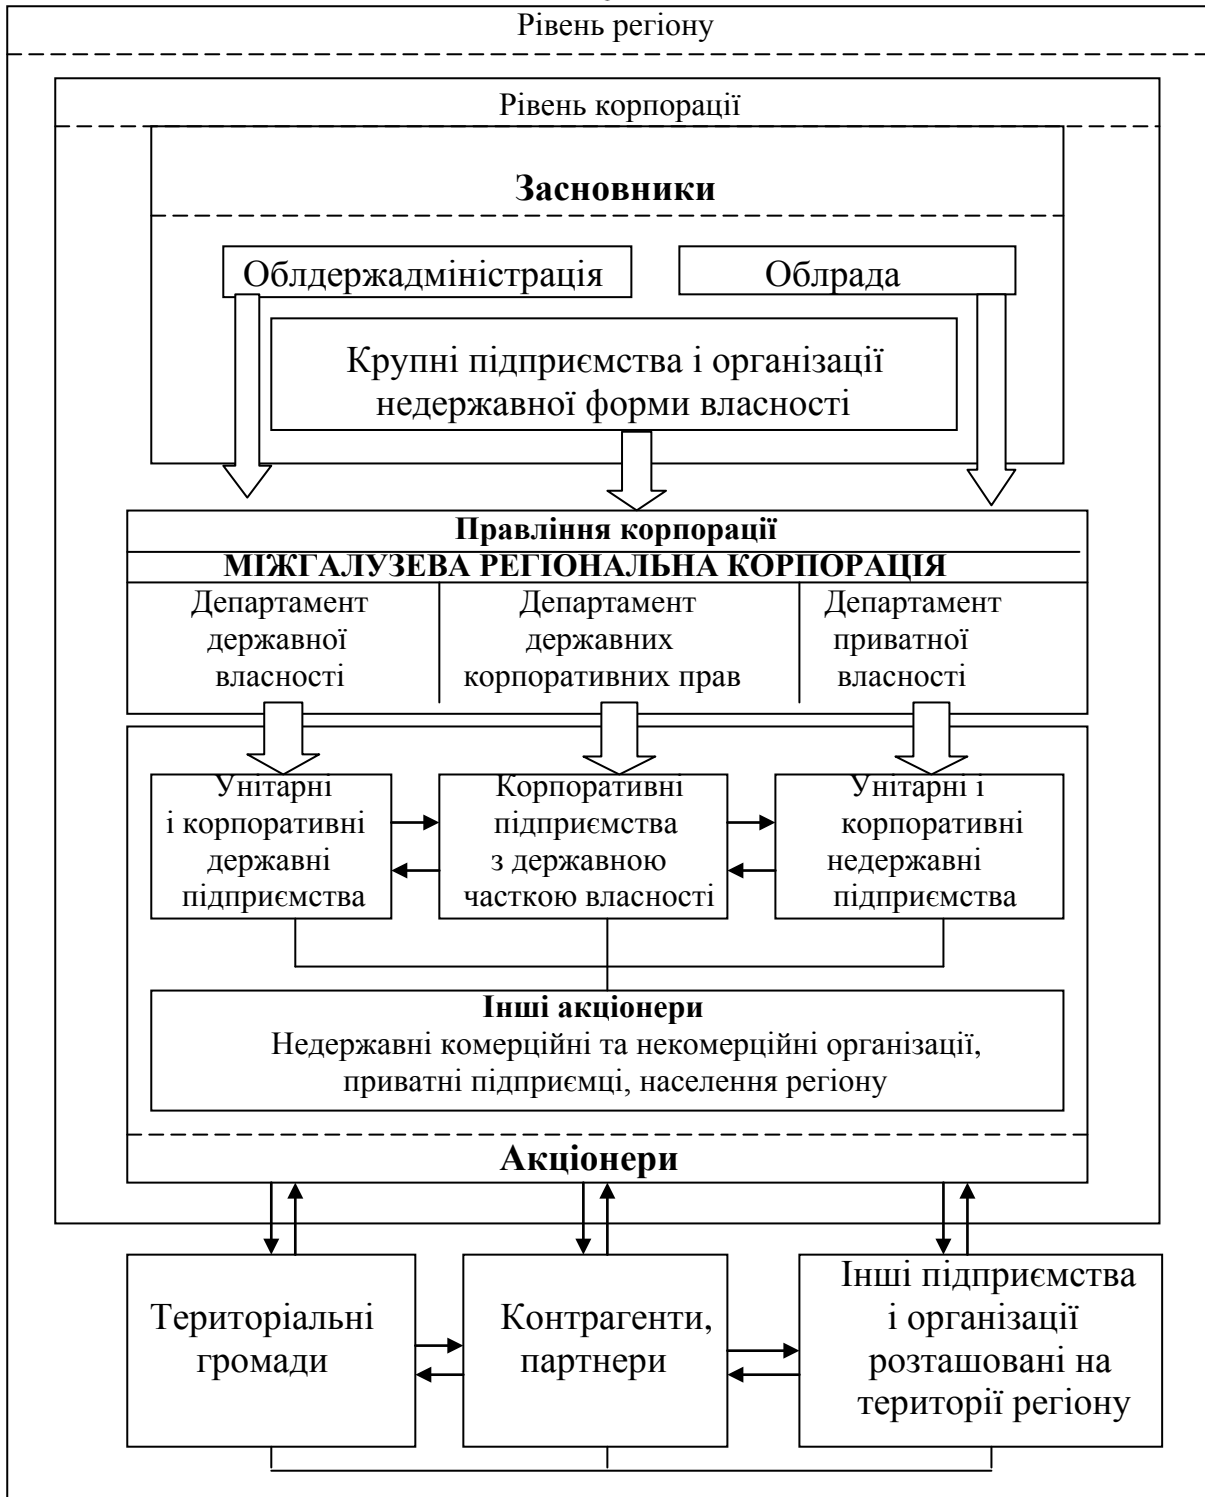 Рівень регіону
Рівень корпорації
Засновники
Облдержадміністрація
Облрада
Крупні підприємства і організації
недержавної форми власності
Правління корпорації
МІЖГАЛУЗЕВА РЕГІОНАЛЬНА КОРПОРАЦІЯ
Департамент
державної
власності
Департамент
державних
корпоративних прав
Департамент
приватної
власності
Унітарні
і корпоративні
державні
підприємства
Корпоративні
підприємства
з державною
часткою власності
Унітарні і
корпоративні
недержавні
підприємства
Інші акціонери
Недержавні комерційні та некомерційні організації,
приватні підприємці, населення регіону
Акціонери
Територіальні
громади
Контрагенти,
партнери
Інші підприємства
і організації
розташовані на
території регіону